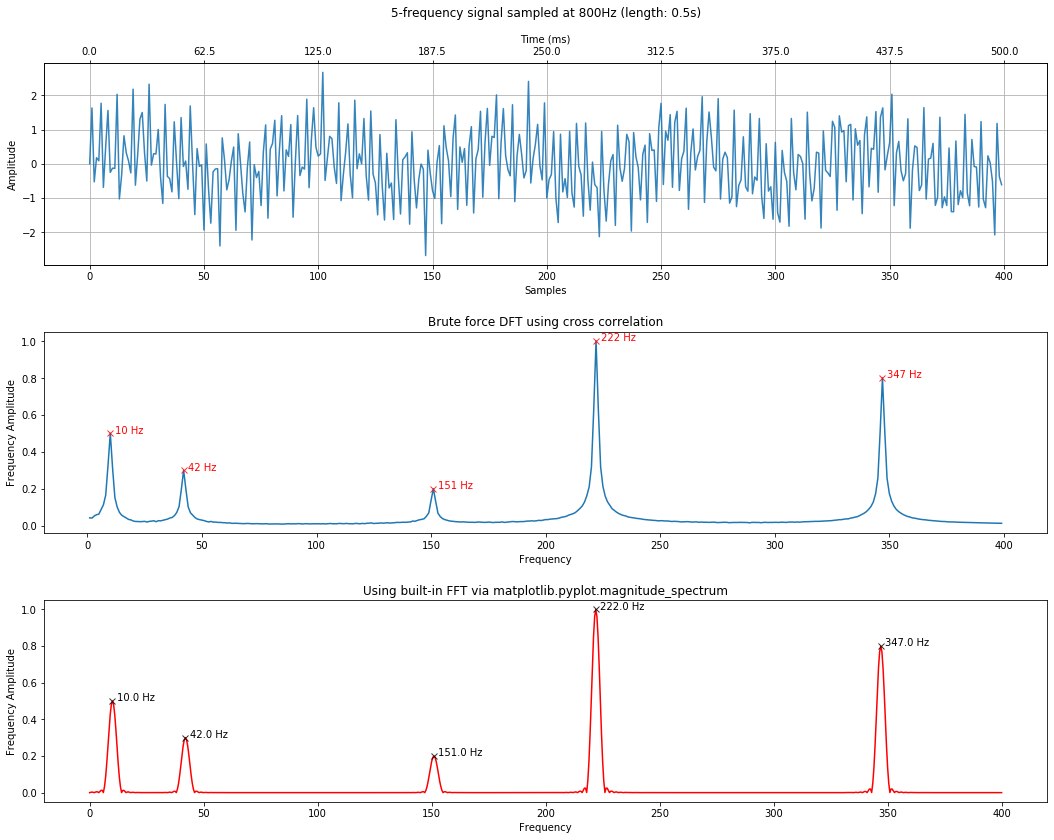 5-frequency signal sampled at 800Hz (length: 0.5s)
Time (ms)
0.0 62.5 125.0 187.5 250.0 312.5 375.0 437.5 500.0
Amplitude
2
1
0
−1
−2
0 50 100 150 200 250 300 350 400
Samples
Brute force DFT using cross correlation
Frequency Amplitude
1.0
0.8
0.6
0.4
0.2
0.0
10 Hz
42 Hz
151 Hz
222 Hz
347 Hz
0 50 100 150 200 250 300 350 400
Frequency
Using built-in FFT via matplotlib.pyplot.magnitude_spectrum
Frequency Amplitude
1.0
0.8
0.6
0.4
0.2
0.0
10.0 Hz
42.0 Hz
151.0 Hz
222.0 Hz
347.0 Hz
0 50 100 150 200 250 300 350 400
Frequency